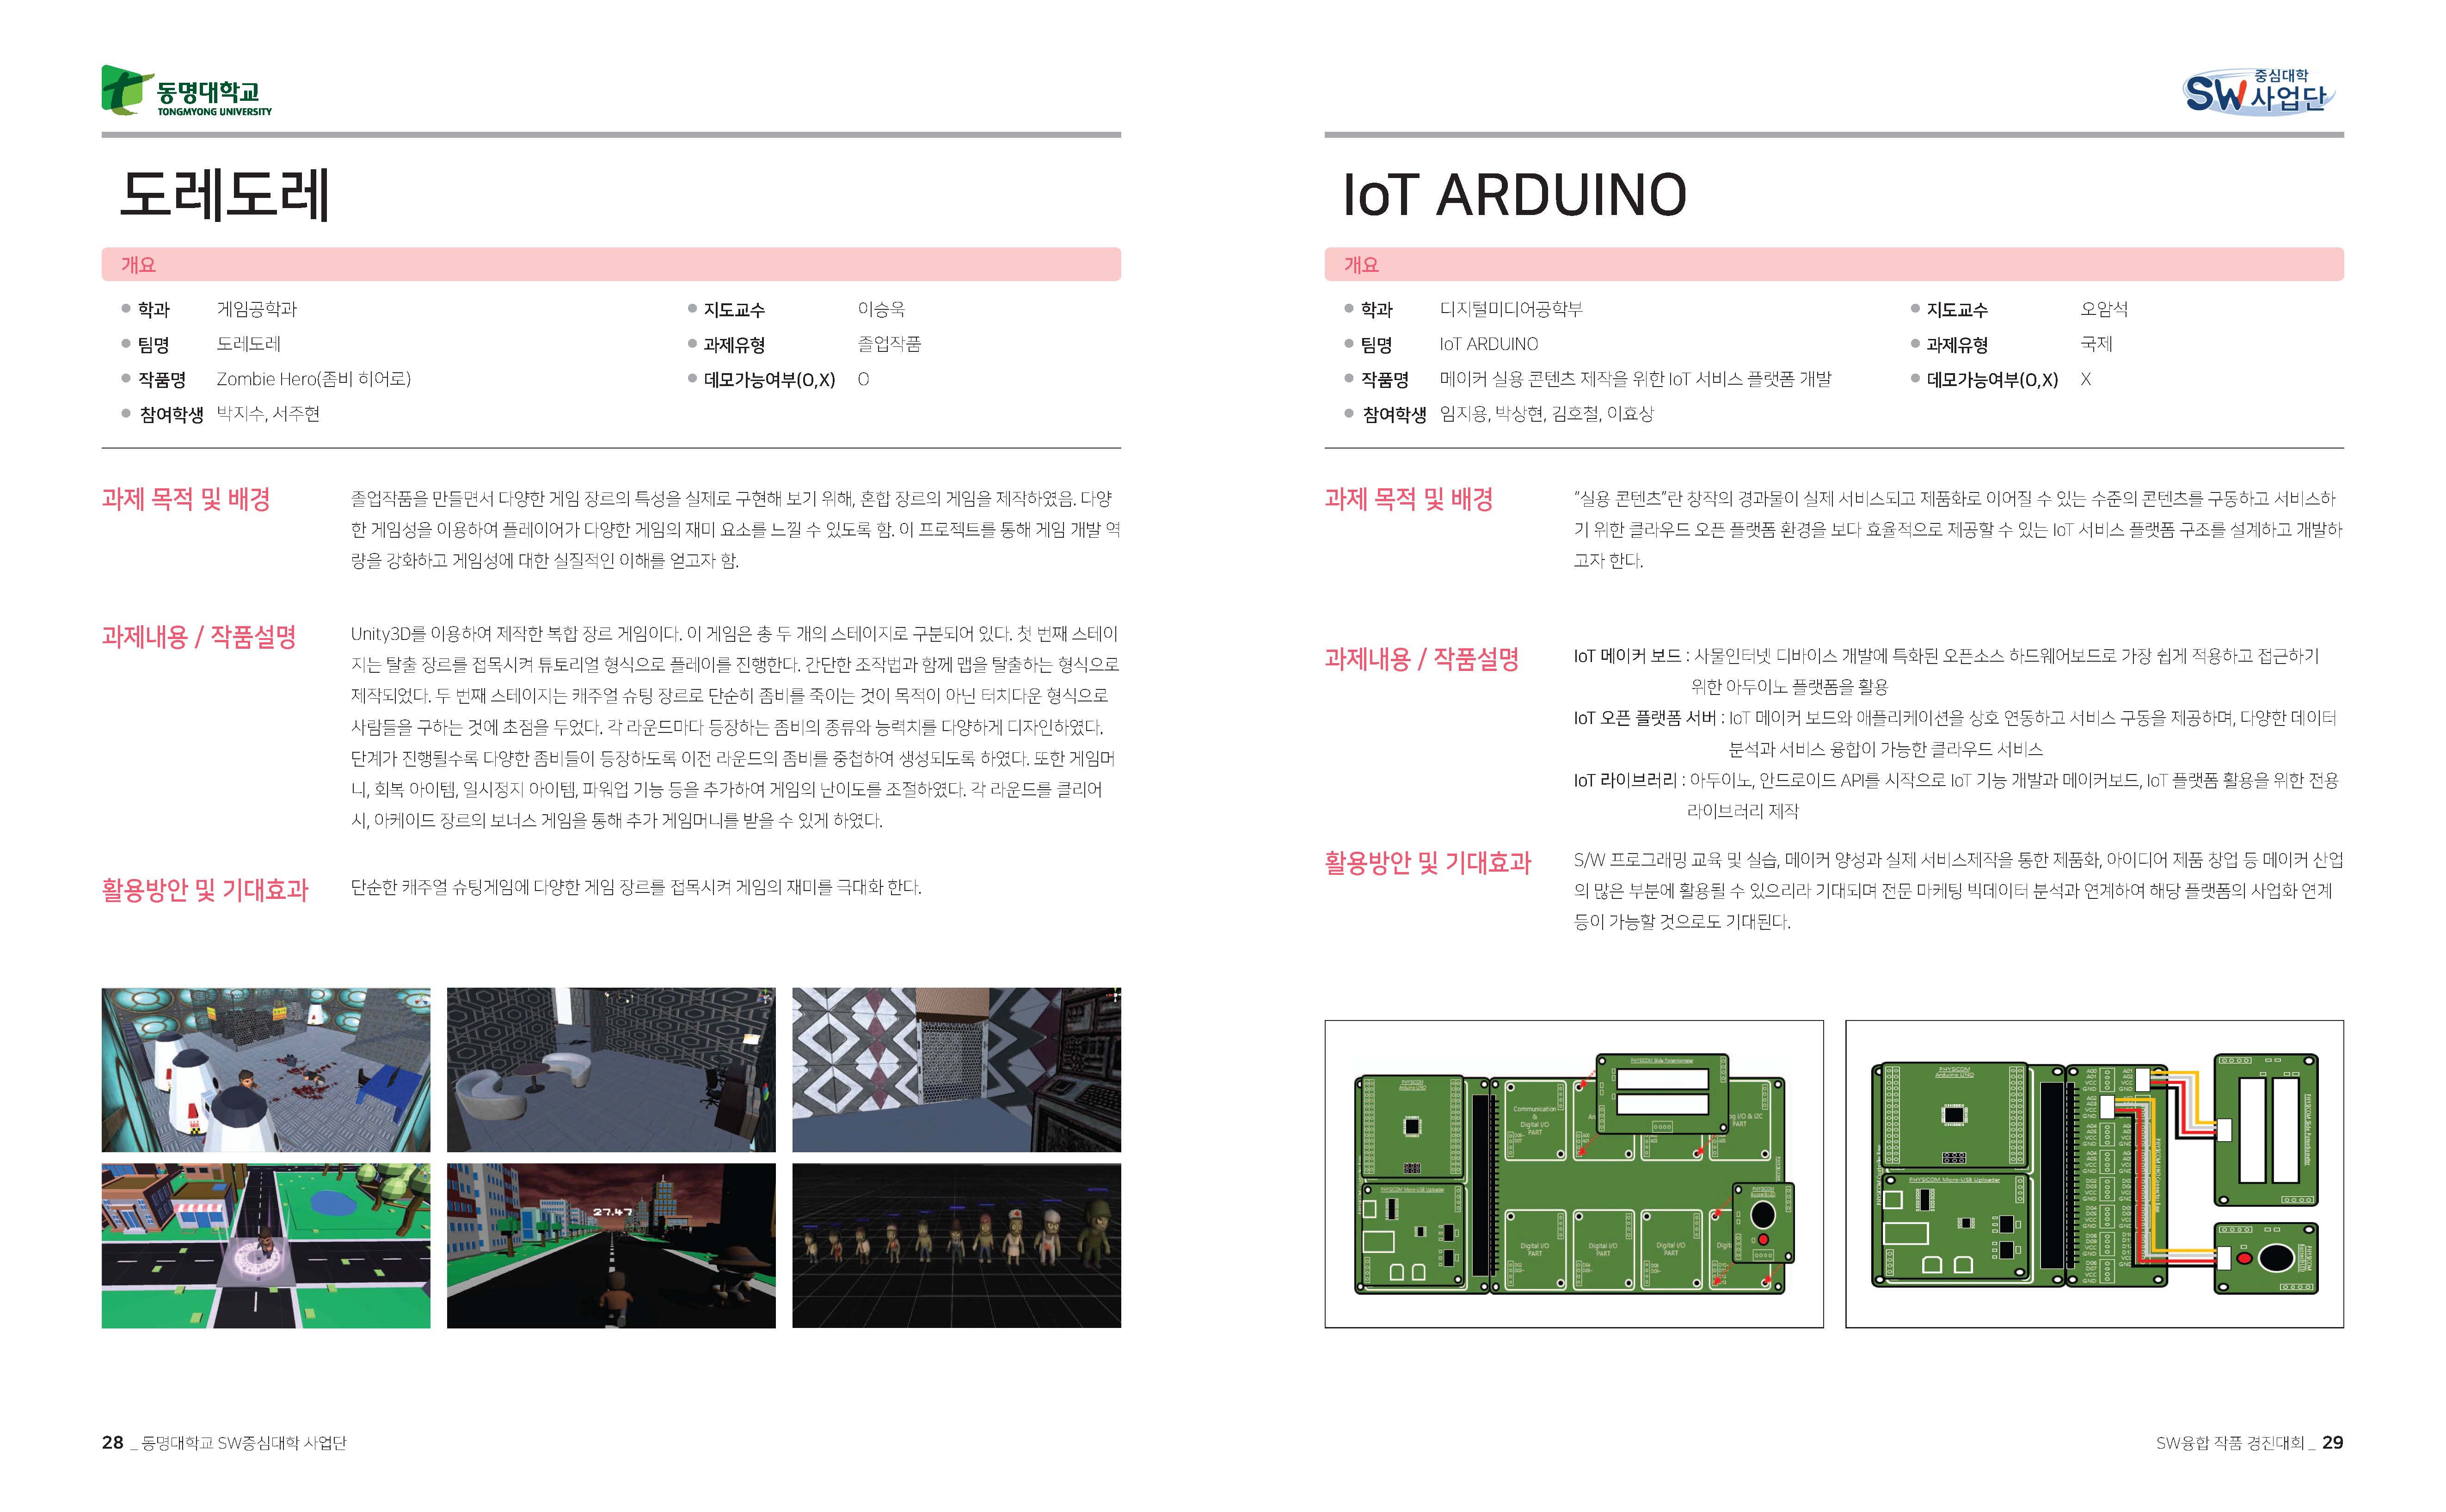 동명대학교
TONGMYONG UNIVERSITY
도레도레
개요
학과 게임공학과
지도교수 이승욱
팀명 도레도레
과제유형 졸업작품
작품명 Zombie Hero(좀비 히어로)
데모가능여부(O,X) O
참여학생 박지수, 서주현
과제 목적 및 배경
졸업작품을 만들면서 다양한 게임 장르의 특성을 실제로 구현해 보기 위해, 혼합 장르의 게임을 제작하였음. 다양
한 게임성을 이용하여 플레이어가 다양한 게임의 재미 요소를 느낄 수 있도록 함. 이 프로젝트를 통해 게임 개발 역
량을 강화하고 게임성에 대한 실질적인 이해를 얻고자 함.
과제내용 / 작품설명
Unity3D를 이용하여 제작한 복합 장르 게임이다. 이 게임은 총 두 개의 스테이지로 구분되어 있다. 첫 번째 스테이
지는 탈출 장르를 접목시켜 튜토리얼 형식으로 플레이를 진행한다. 간단한 조작법과 함께 맵을 탈출하는 형식으로
제작되었다. 두 번째 스테이지는 캐주얼 슈팅 장르로 단순히 좀비를 죽이는 것이 목적이 아닌 터치다운 형식으로
사람들을 구하는 것에 초점을 두었다. 각 라운드마다 등장하는 좀비의 종류와 능력치를 다양하게 디자인하였다.
단계가 진행될수록 다양한 좀비들이 등장하도록 이전 라운드의 좀비를 중첩하여 생성되도록 하였다. 또한 게임머
니, 회복 아이템, 일시정지 아이템, 파워업 기능 등을 추가하여 게임의 난이도를 조절하였다. 각 라운드를 클리어
시, 아케이드 장르의 보너스 게임을 통해 추가 게임머니를 받을 수 있게 하였다.
활용방안 및 기대효과
단순한 캐주얼 슈팅게임에 다양한 게임 장르를 접목시켜 게임의 재미를 극대화 한다.
27.47
28 _ 동명대학교 SW중심대학 사업단
중심대학
SW 사업단
IoT ARDUINO
개요
학과 디지털미디어공학부
지도교수 오암석
팀명 IoT ARDUINO
과제유형 국제
작품명 메이커 실용 콘텐츠 제작을 위한 IoT 서비스 플랫폼 개발
데모가능여부(O,X) X
참여학생 임지용, 박상현, 김호철, 이효상
과제 목적 및 배경
“실용 콘텐츠”란 창작의 경과물이 실제 서비스되고 제품화로 이어질 수 있는 수준의 콘텐츠를 구동하고 서비스하
기 위한 클라우드 오픈 플랫폼 환경을 보다 효율적으로 제공할 수 있는 IoT 서비스 플랫폼 구조를 설계하고 개발하
고자 한다.
과제내용 / 작품설명
IoT 메이커 보드 : 사물인터넷 디바이스 개발에 특화된 오픈소스 하드웨어보드로 가장 쉽게 적용하고 접근하기
위한 아두이노 플랫폼을 활용
IoT 오픈 플랫폼 서버 : IoT 메이커 보드와 애플리케이션을 상호 연동하고 서비스 구동을 제공하며, 다양한 데이터
분석과 서비스 융합이 가능한 클라우드 서비스
IoT 라이브러리 : 아두이노, 안드로이드 API를 시작으로 IoT 기능 개발과 메이커보드, IoT 플랫폼 활용을 위한 전용
라이브러리 제작
활용방안 및 기대효과
S/W 프로그래밍 교육 및 실습, 메이커 양성과 실제 서비스제작을 통한 제품화, 아이디어 제품 창업 등 메이커 산업
의 많은 부분에 활용될 수 있으리라 기대되며 전문 마케팅 빅데이터 분석과 연계하여 해당 플랫폼의 사업화 연계
등이 가능할 것으로도 기대된다.
PHYSICOM Slide Potentiometer
PHYSICOM
Arduino UNO
Communication
&
Digital I/O
PART
og I/O & I2C
PART
PHYSICOM Micro-USB Uploader
Digital I/O
PART
Digital I/O
PART
Digital I/O
PART
PHYSICOM
Arduino UNO
PHYSICOM Micro-USB Uploader
SW융합 작품 경진대회 _ 29